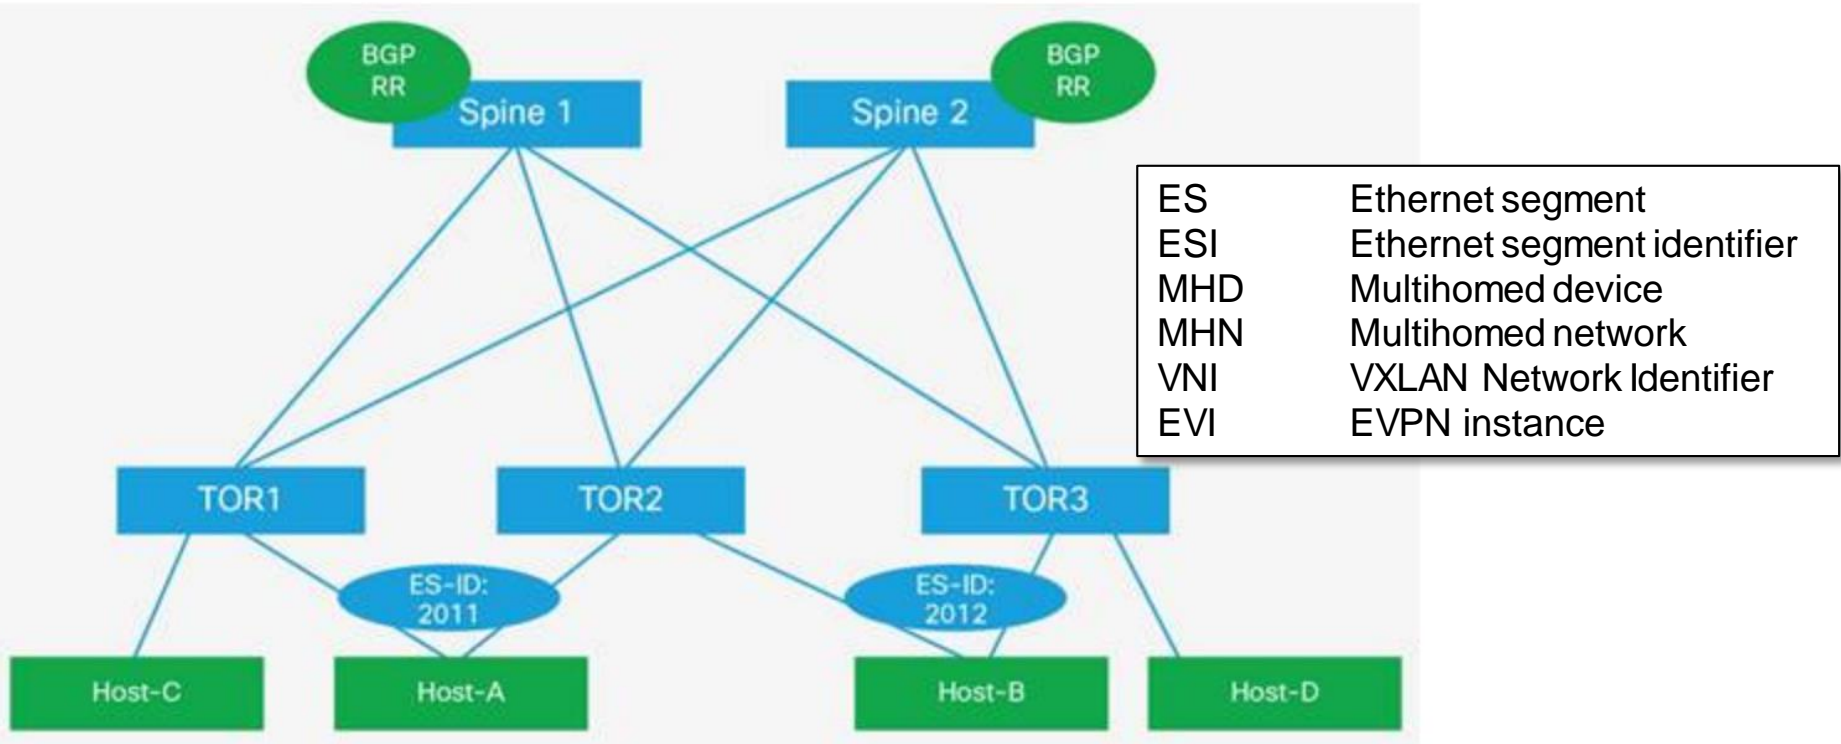 BGP
RR
Spine 1
Spine 2
BGP
RR
ES Ethernet segment
ESI Ethernet segment identifier
MHD Multihomed device
MHN Multihomed network
VNI VXLAN Network Identifier
EVI EVPN instance
TOR1
TOR2
TOR3
ES-ID:
2011
ES-ID:
2012
Host-C
Host-A
Host-B
Host-D